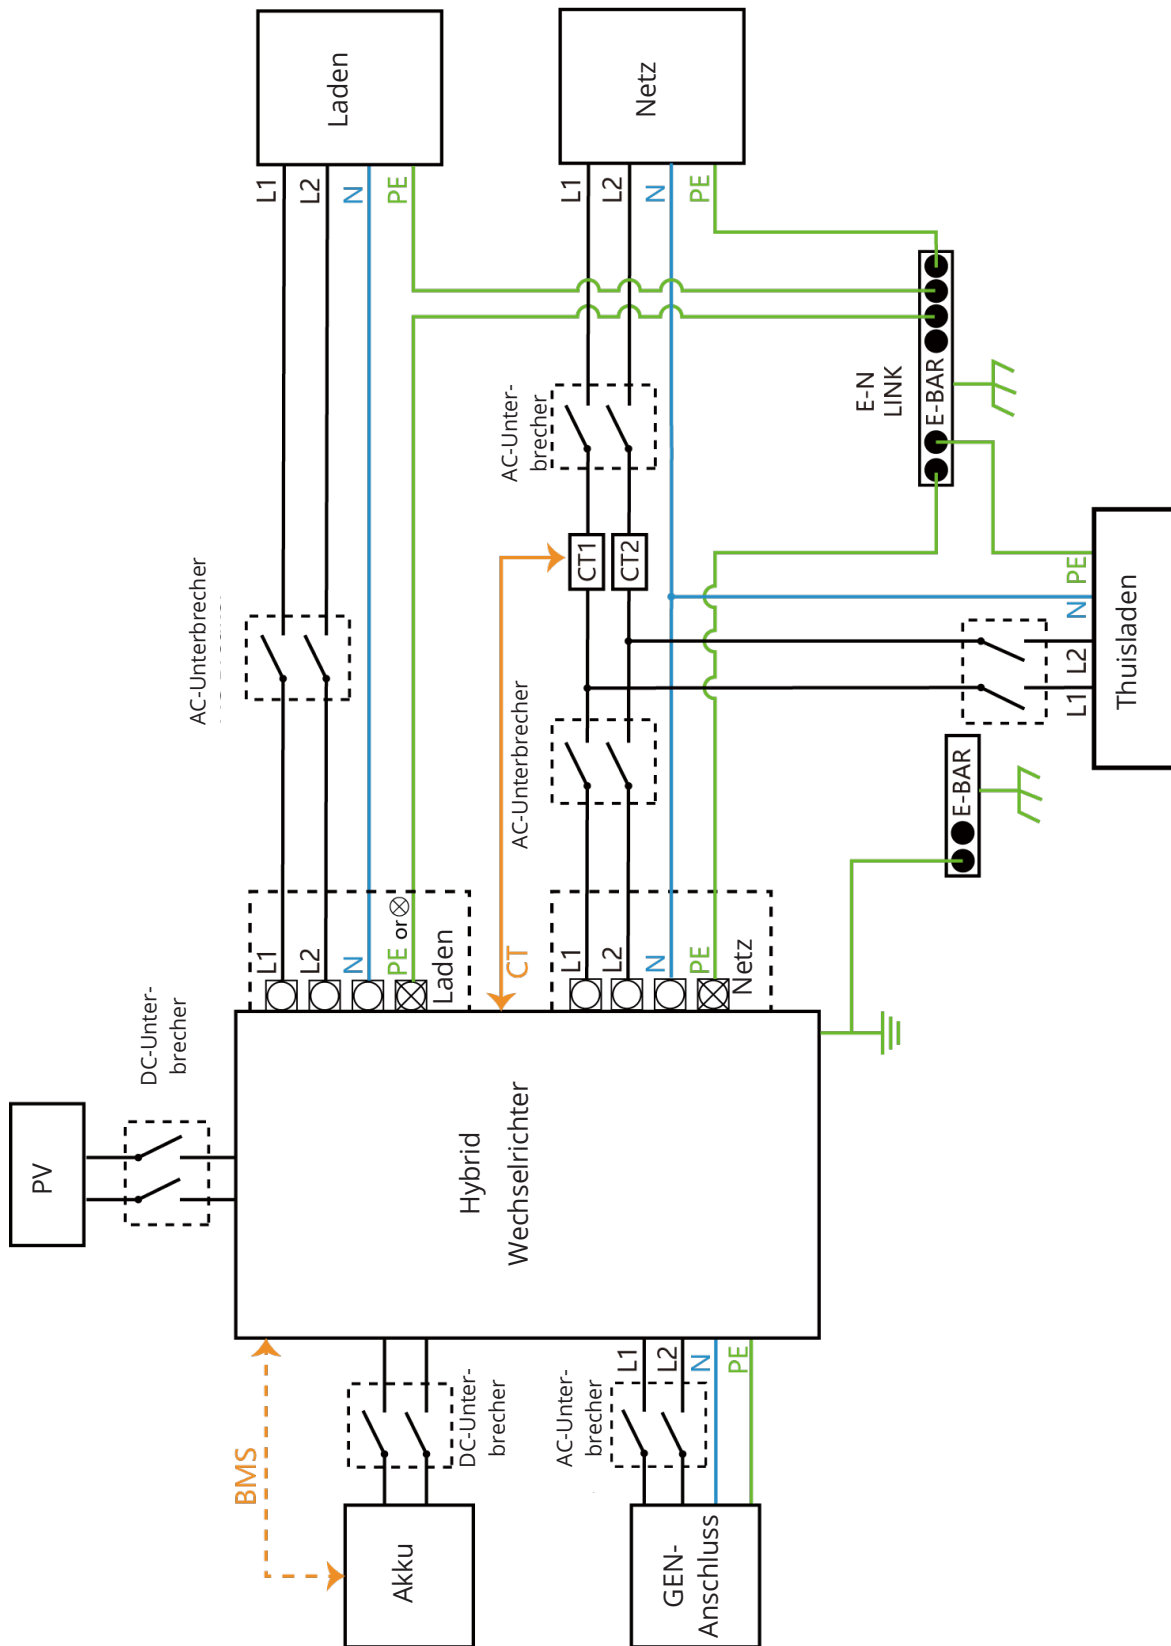 PV
DC-Unter-
brecher
AC-Unterbrecher
Laden
L1
L2
N
PE
L1
L2
N
PE
or
Laden
BMS
Akku
DC-Unter-
brecher
Hybrid
Wechselrichter
CT
AC-Unterbrecher
AC-Unter-
brecher
CT1
CT2
Netz
L1
L2
N
PE
L1
L2
N
PE
Netz
AC-Unter-
brecher
L1
L2
N
PE
GEN-
Anschluss
E-N
LINK
E-BAR
E-BAR
L1
L2
N
PE
Thuisladen